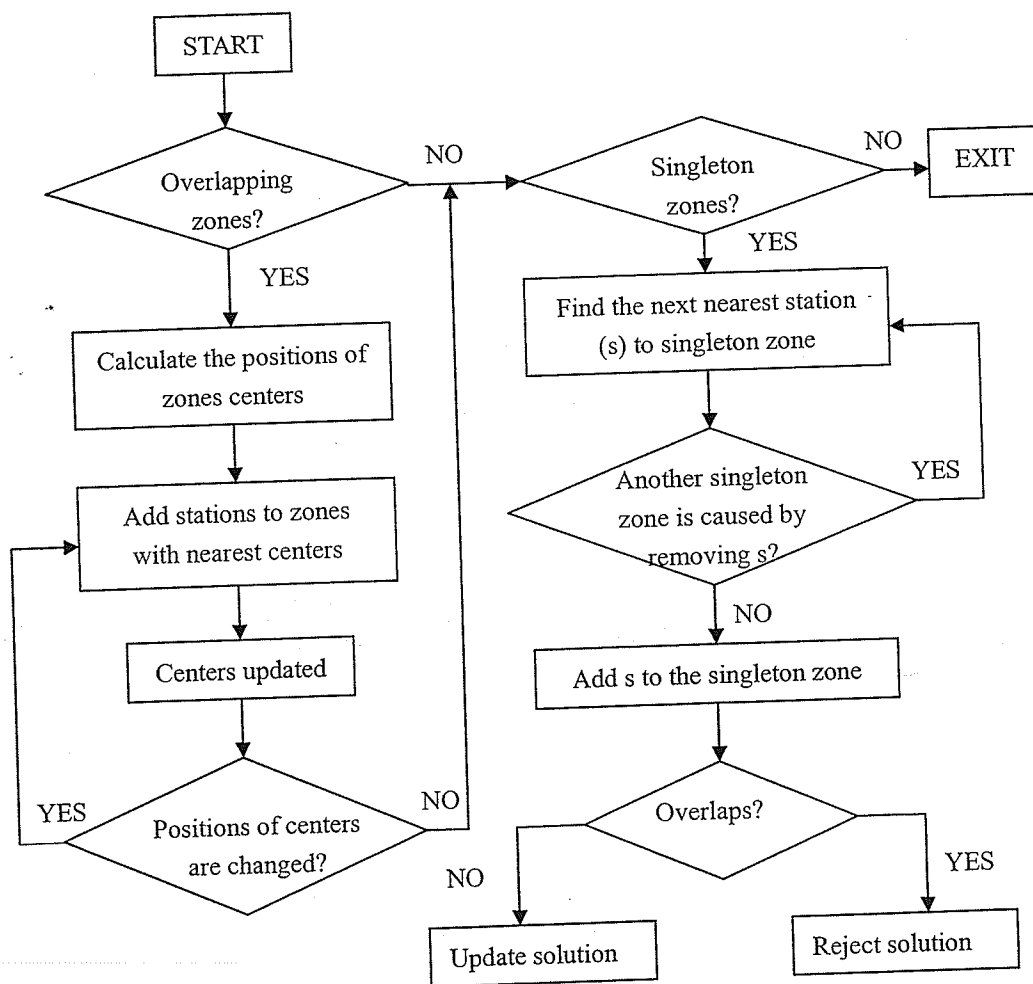 START
Overlapping
zones?
NO
YES
Calculate the positions of
zones centers
Add stations to zones
with nearest centers
Centers updated
Positions of centers
are changed?
YES
NO
Singleton
zones?
NO
EXIT
YES
Find the next nearest station
(s) to singleton zone
Another singleton
zone is caused by
removing s?
YES
NO
Add s to the singleton zone
Overlaps?
NO
YES
Update solution
Reject solution